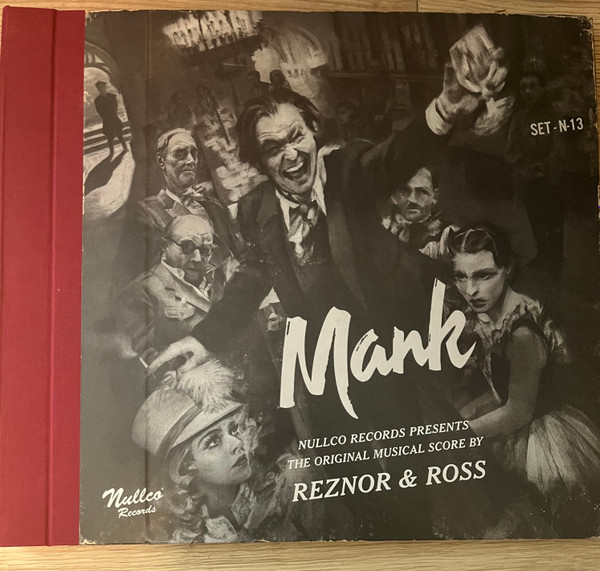 SET-N-13
Mank
NULLCO RECORDS PRESENTS
THE ORIGINAL MUSICAL SCORE BY
REZNOR & ROSS
Nullco
Records